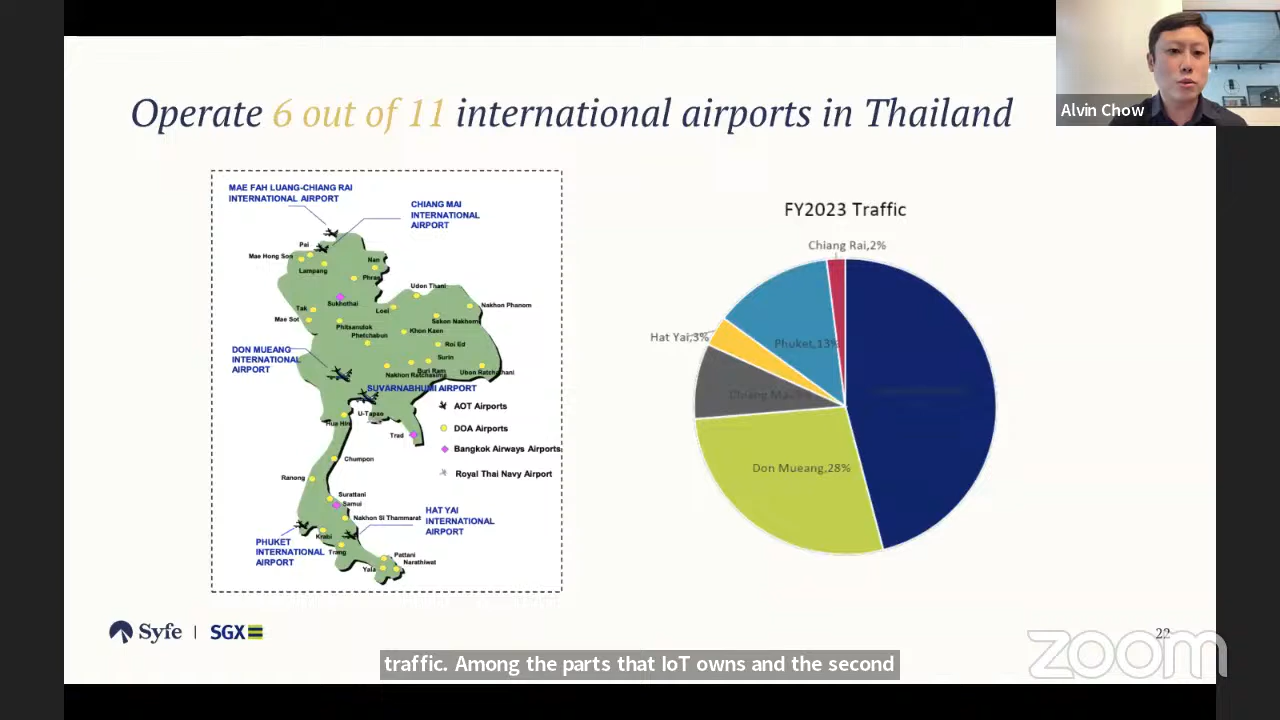 Alvin Chow
Operate 6 out of 11 international airports in Thailand
MAE FAH LUANG-CHIANG RAI
INTERNATIONAL AIRPORT
CHIANG MAI
INTERNATIONAL
AIRPORT
Pai
Mae Hong Son
Lampang
Nan
Phrae
Udon Thani
Sukhothai
Tak
Loei
Nakhon Phanom
Mae Sot
Phitsanulok
Sakon Nakhorn
Phetchabun
Khon Kaen
Roi Ed
DON MUEANG
INTERNATIONAL
AIRPORT
Surin
Buri Ram
Nakhon Ratchasima
Ubon Ratchathani
SUVARNABHUMI AIRPORT
AOT Airports
U-Tapao
Hua Hin
DOA Airports
Trad
Bangkok Airways Airports
Chumpon
Royal Thai Navy Airport
Ranong
Surattani
Samui
Nakhon Si Thammarat
HAT YAI
INTERNATIONAL
AIRPORT
Krabi
PHUKET
INTERNATIONAL
AIRPORT
Trang
Pattani
Narathiwat
Yala
FY2023 Traffic
Chiang Rai,2%
Hat Yai,3%
Phuket,13%
Don Mueang,28%
Syfe | SGX
22
zoom
traffic. Among the parts that IoT owns and the second